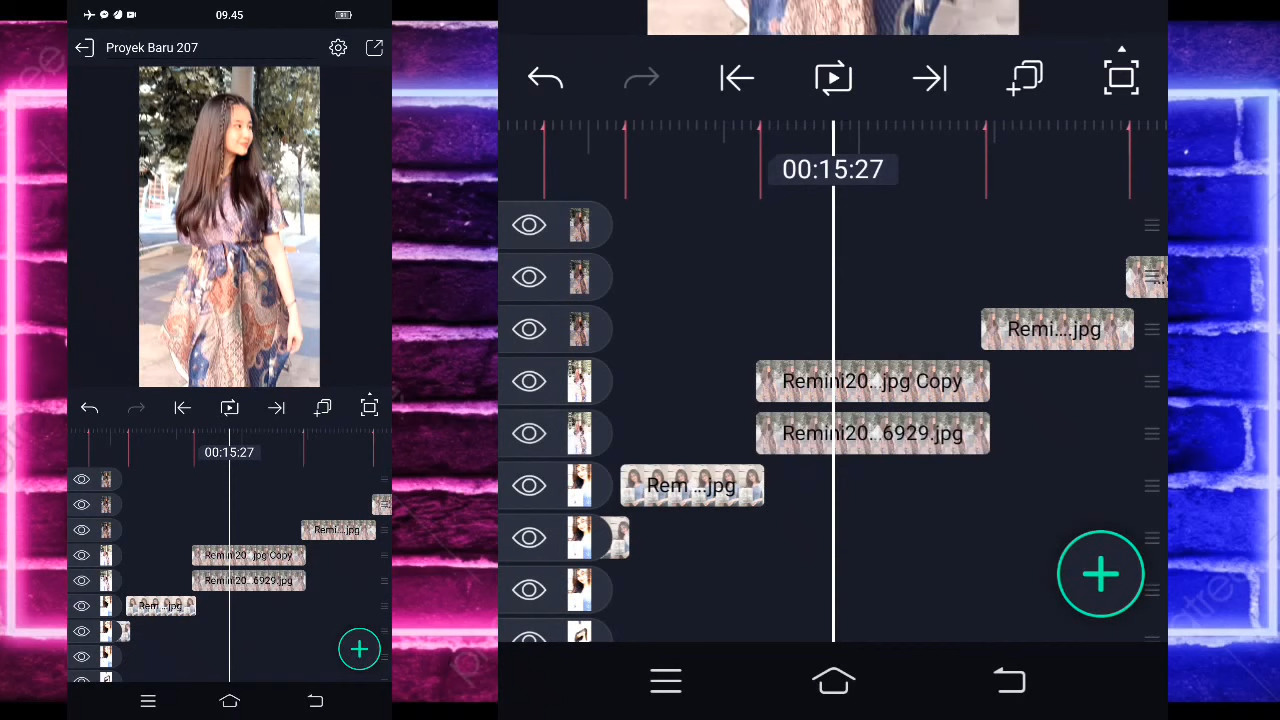 09.45
91
Proyek Baru 207
00:15:27
Remi....jpg
Remini20...jpg Copy
Remini20...6929.jpg
Rem ...jpg
00:15:27
Remi....jpg
Remini20...jpg Copy
Remini20...6929.jpg
Rem ...jpg